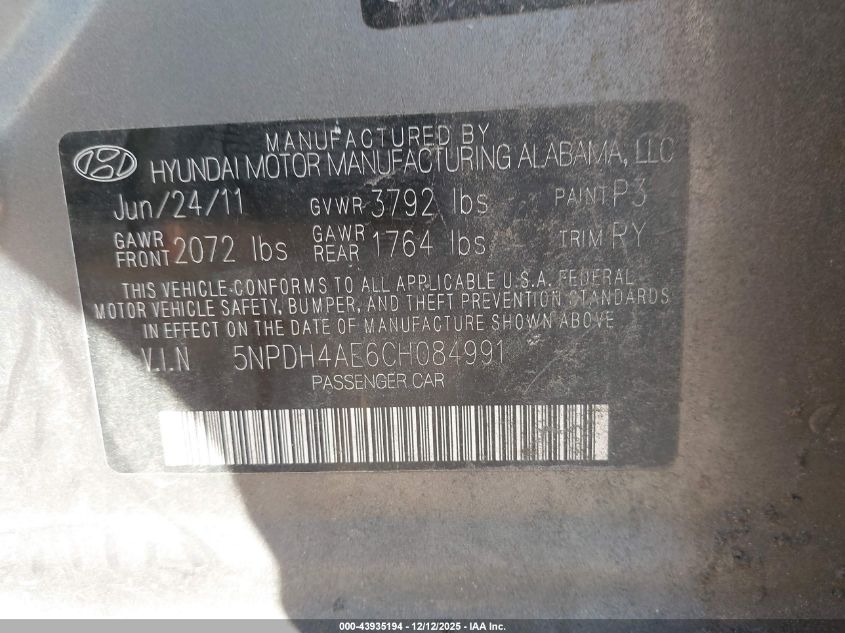 MANUFACTURED BY
HYUNDAI MOTOR MANUFACTURING ALABAMA, LLC
Jun/24/11 GVWR 3792 lbs PAINT P3
GAWR FRONT 2072 lbs GAWR REAR 1764 lbs TRIM RY
THIS VEHICLE CONFORMS TO ALL APPLICABLE U.S.A. FEDERAL
MOTOR VEHICLE SAFETY, BUMPER, AND THEFT PREVENTION STANDARDS
IN EFFECT ON THE DATE OF MANUFACTURE SHOWN ABOVE
V.I.N 5NPDH4AE6CH084991
PASSENGER CAR
000-43935194 - 12/12/2025 - IAA Inc.